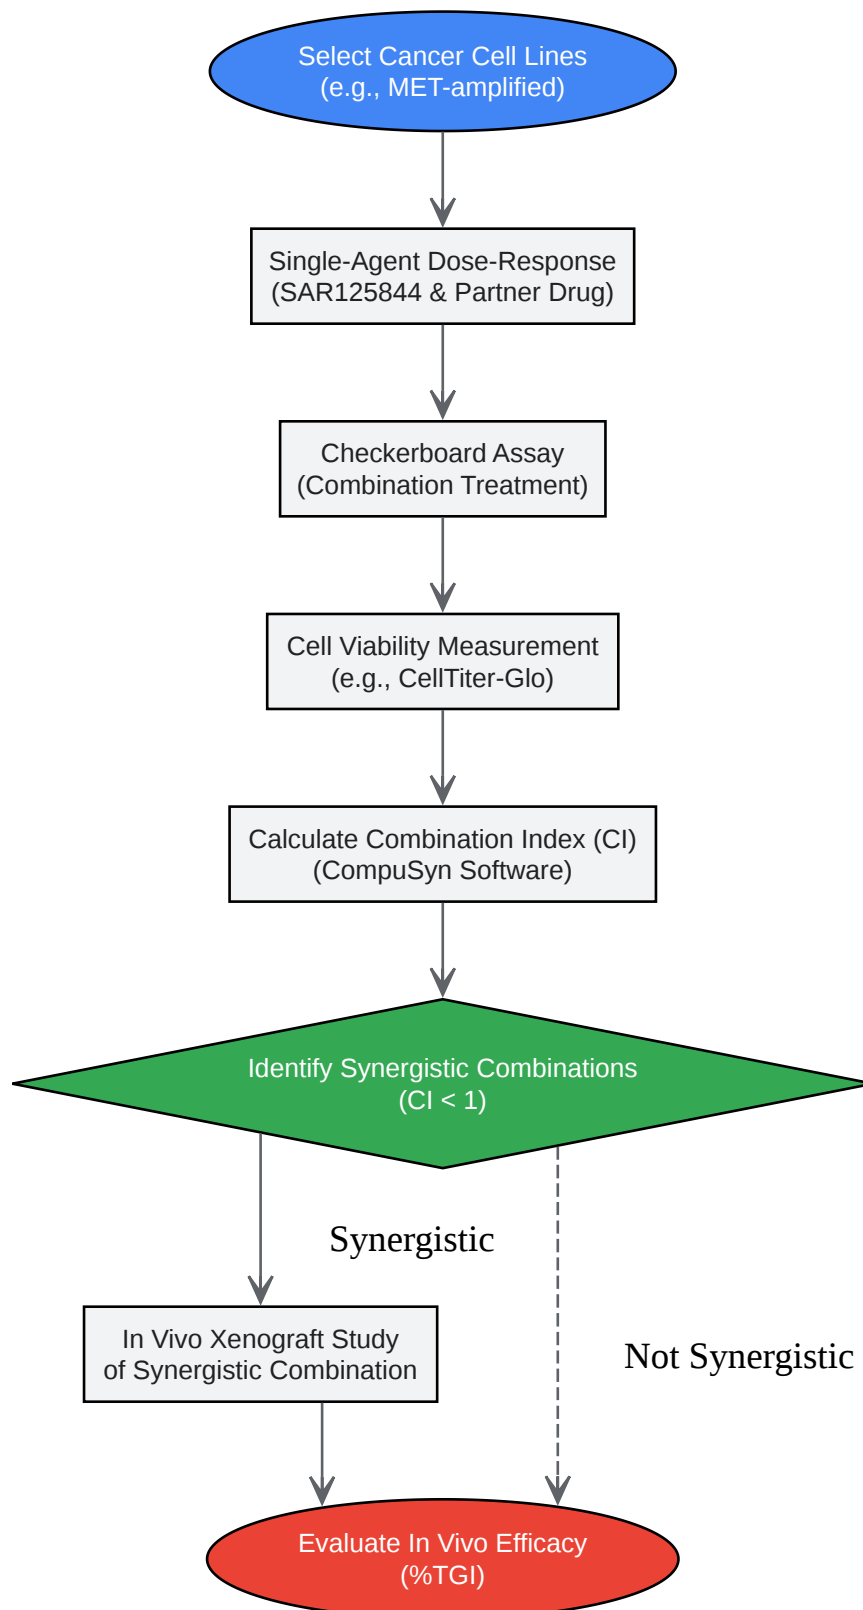 Select Cancer Cell Lines
(e.g., MET-amplified)
Single-Agent Dose-Response
(SAR125844 & Partner Drug)
Checkerboard Assay
(Combination Treatment)
Cell Viability Measurement
(e.g., CellTiter-Glo)
Calculate Combination Index (CI)
(CompuSyn Software)
Identify Synergistic Combinations
(CI < 1)
Synergistic
In Vivo Xenograft Study
of Synergistic Combination
Not Synergistic
Evaluate In Vivo Efficacy
(%TGI)